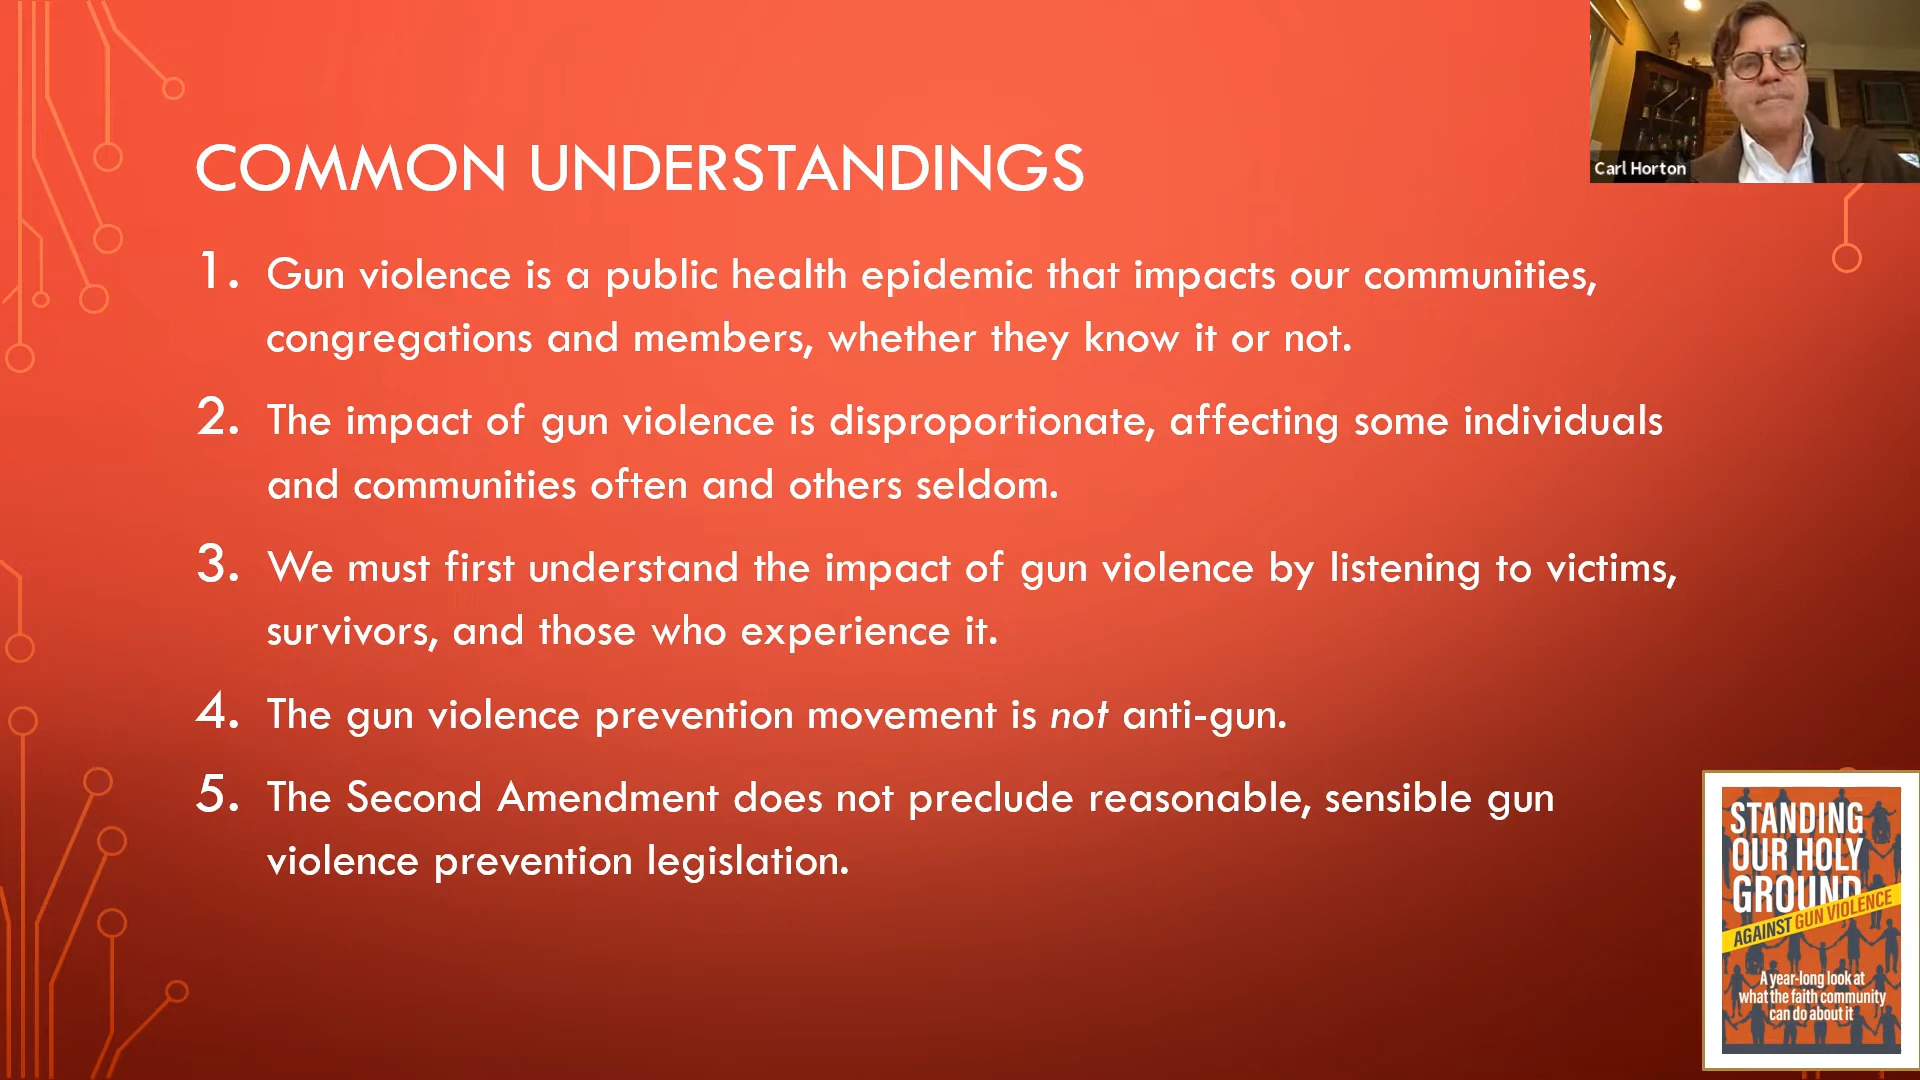 COMMON UNDERSTANDINGS
1. Gun violence is a public health epidemic that impacts our communities,
congregations and members, whether they know it or not.
2. The impact of gun violence is disproportionate, affecting some individuals
and communities often and others seldom.
3. We must first understand the impact of gun violence by listening to victims,
survivors, and those who experience it.
4. The gun violence prevention movement is not anti-gun.
5. The Second Amendment does not preclude reasonable, sensible gun
violence prevention legislation.
Carl Horton
STANDING
OUR HOLY
GROUND
AGAINST GUN VIOLENCE
A year-long look at
what the faith community
can do about it